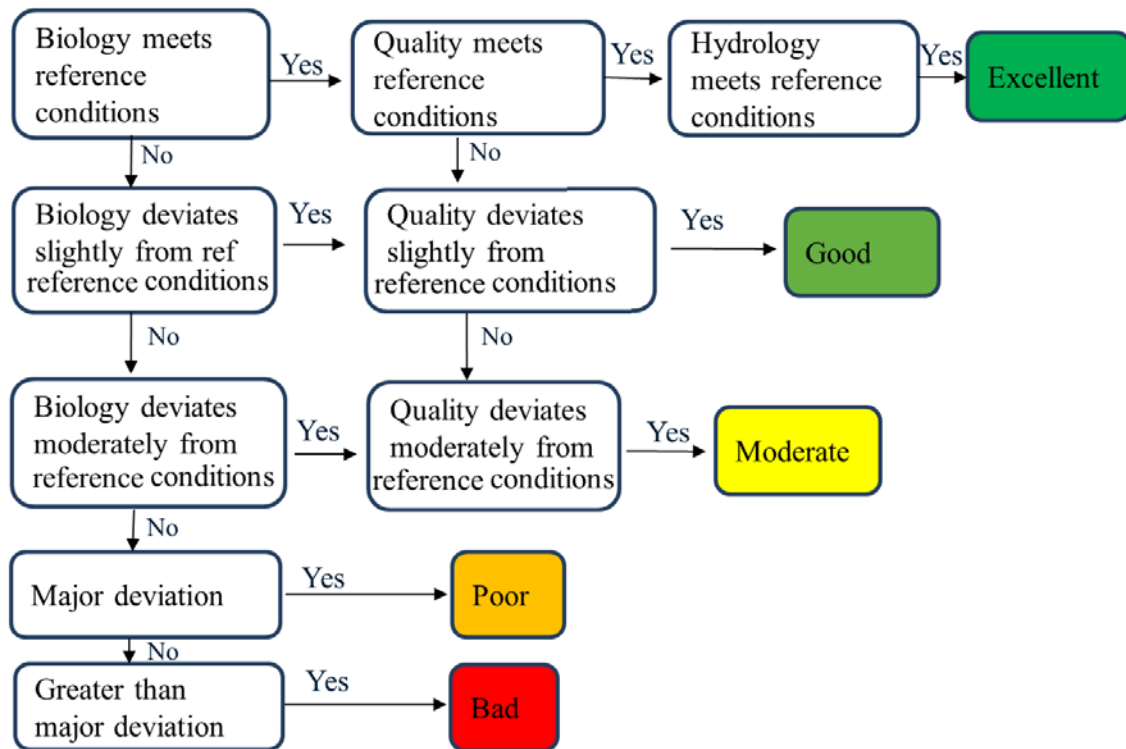 Biology meets
reference
conditions
Yes
Quality meets
reference
conditions
Yes
Hydrology
meets reference
conditions
Yes
Excellent
No
No
Biology deviates
slightly from ref
reference conditions
Yes
Quality deviates
slightly from
reference conditions
Yes
Good
No
No
Biology deviates
moderately from
reference conditions
Yes
Quality deviates
moderately from
reference conditions
Yes
Moderate
No
Major deviation
Yes
Poor
No
Greater than
major deviation
Yes
Bad